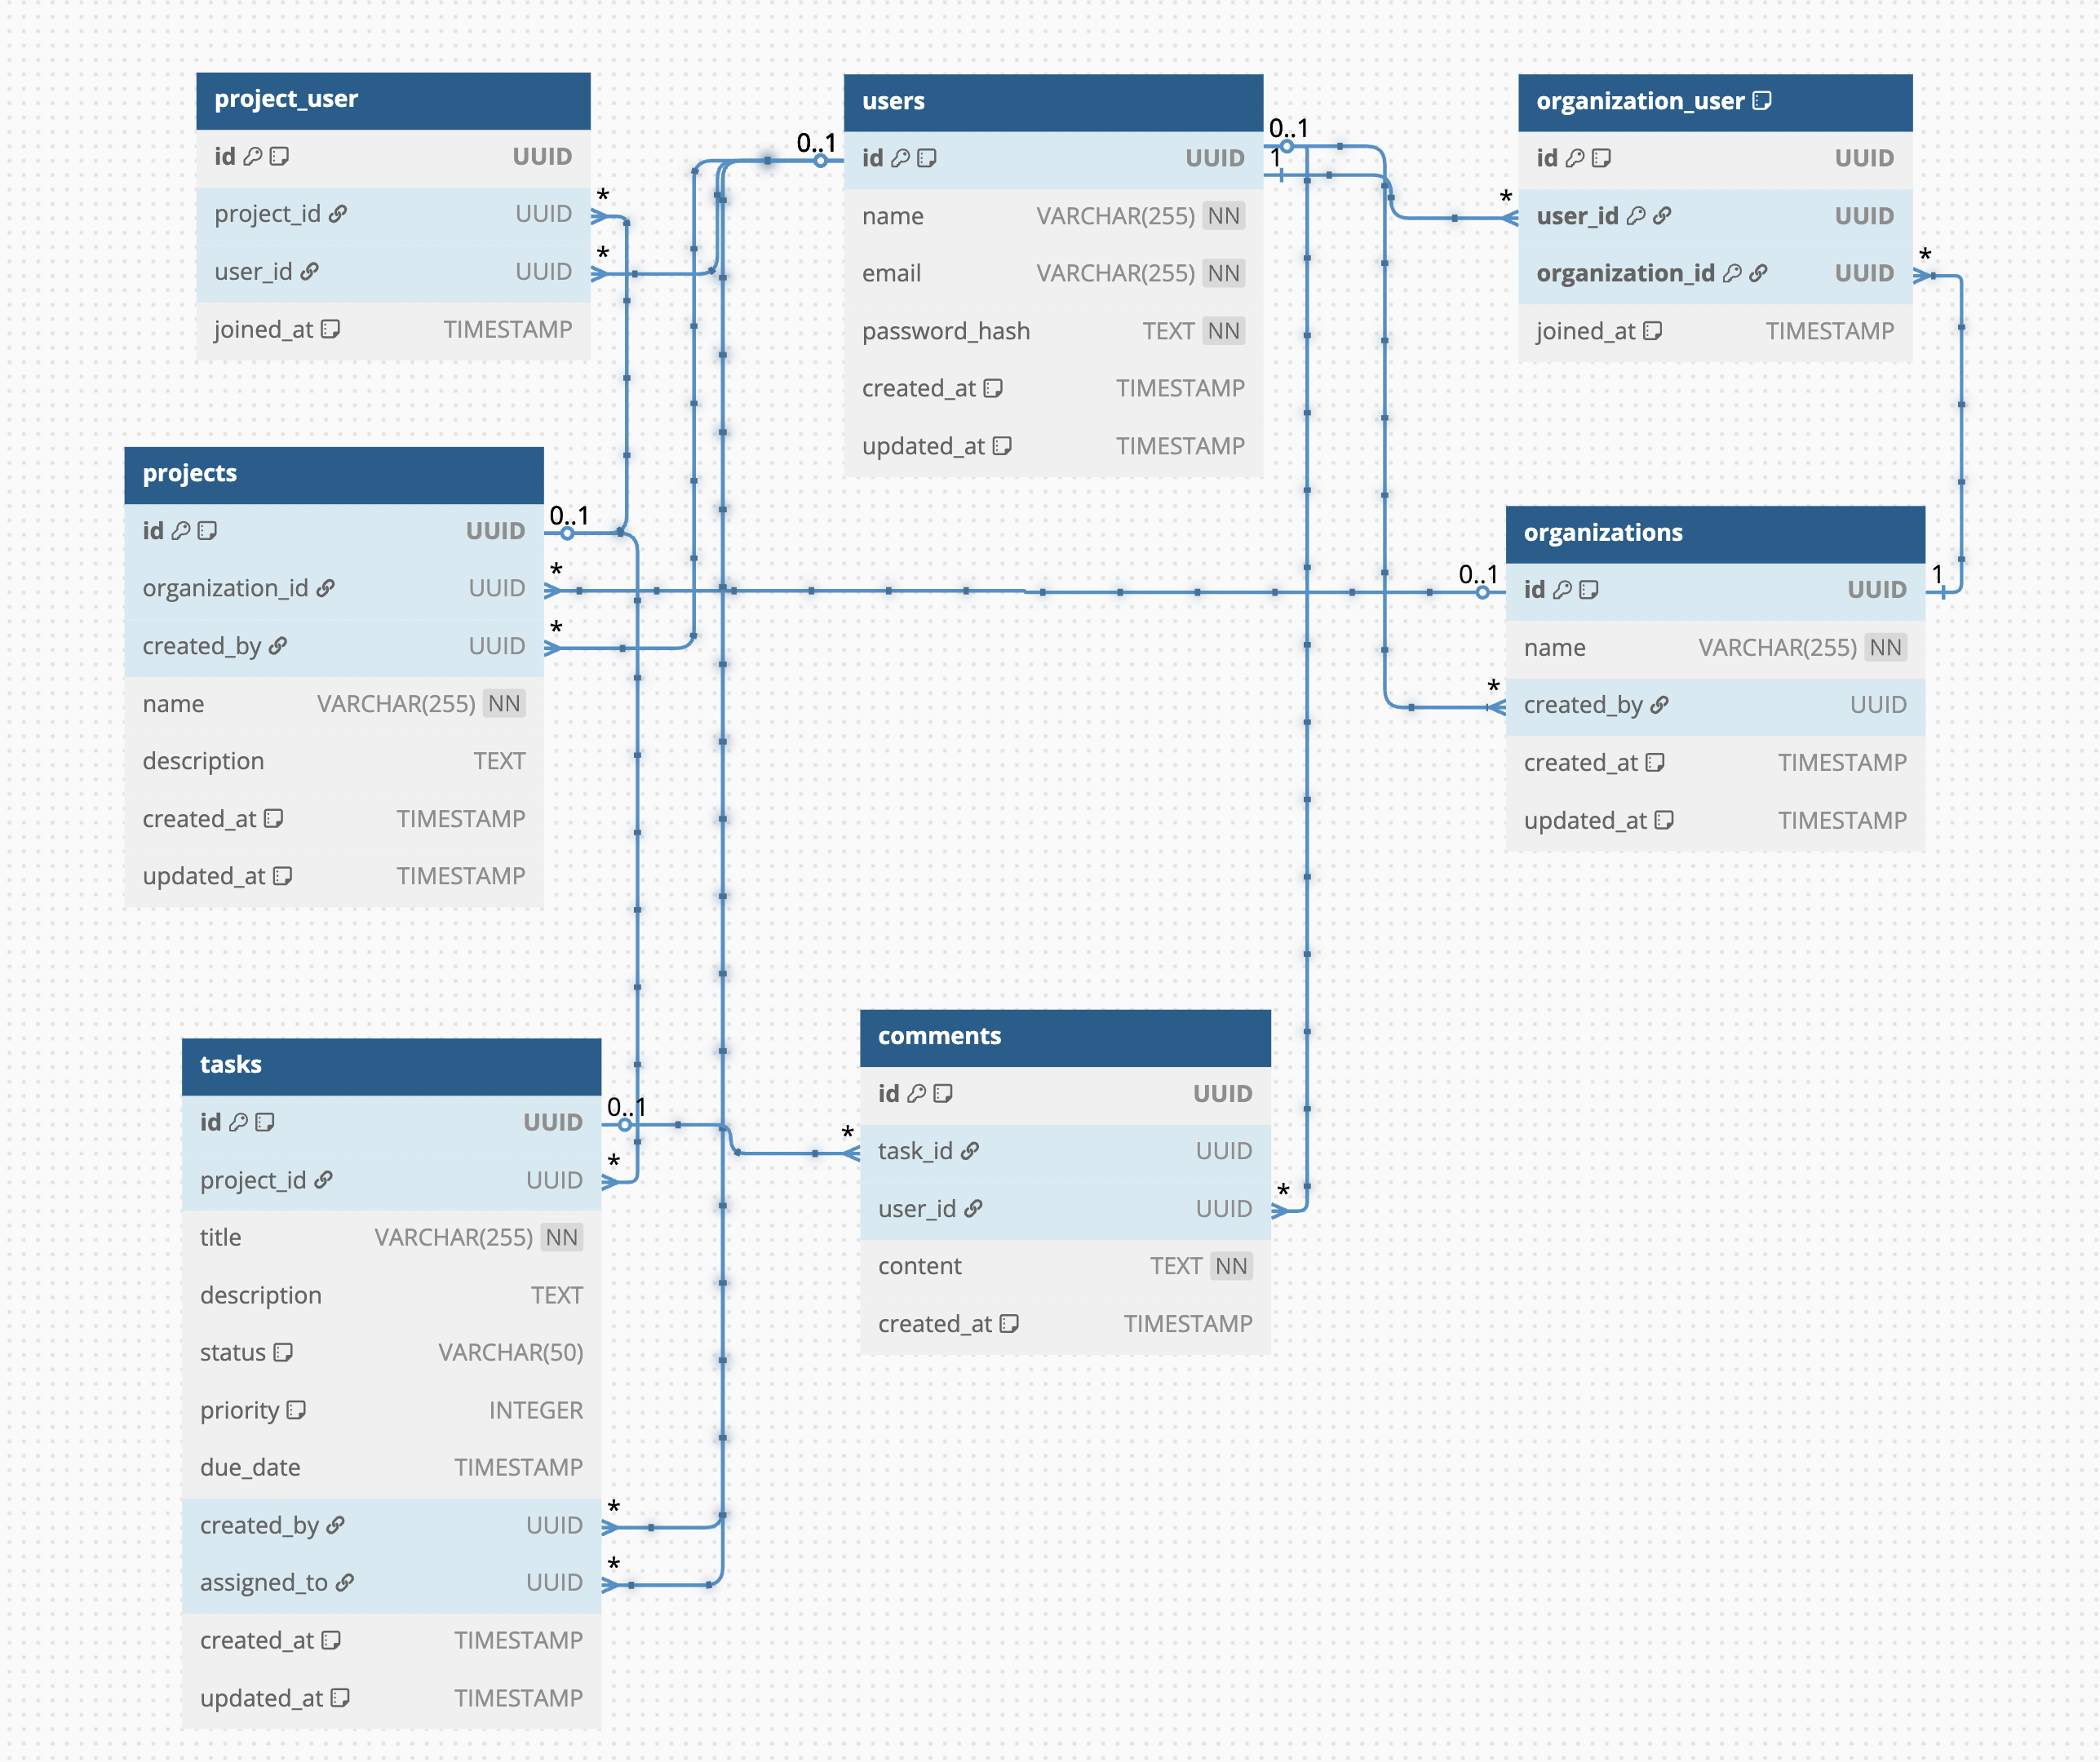 project_user
id UUID
* project_id UUID
* user_id UUID
joined_at TIMESTAMP
users
0..1 id UUID 0..1
1
name VARCHAR(255) NN
email VARCHAR(255) NN
password_hash TEXT NN
created_at TIMESTAMP
updated_at TIMESTAMP
organization_user
id UUID
* user_id UUID
organization_id UUID *
joined_at TIMESTAMP
projects
id UUID 0..1
organization_id UUID *
created_by UUID *
name VARCHAR(255) NN
description TEXT
created_at TIMESTAMP
updated_at TIMESTAMP
organizations
0..1 id UUID 1
name VARCHAR(255) NN
* created_by UUID
created_at TIMESTAMP
updated_at TIMESTAMP
tasks
id UUID 0..1
project_id UUID *
title VARCHAR(255) NN
description TEXT
status VARCHAR(50)
priority INTEGER
due_date TIMESTAMP
created_by UUID *
assigned_to UUID *
created_at TIMESTAMP
updated_at TIMESTAMP
comments
id UUID
* task_id UUID
user_id UUID *
content TEXT NN
created_at TIMESTAMP